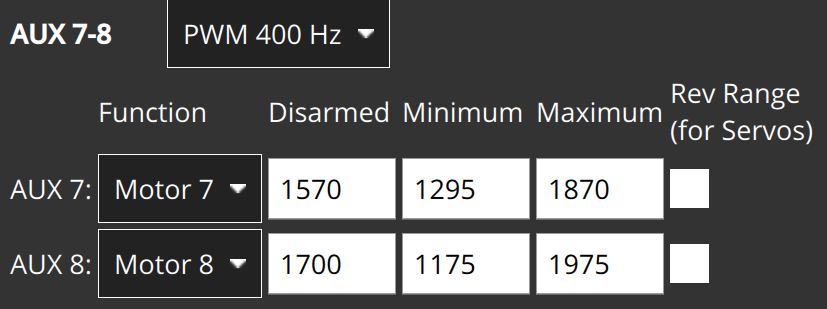 AUX 7-8 PWM 400 Hz
Function Disarmed Minimum Maximum Rev Range (for Servos)
AUX 7: Motor 7 1570 1295 1870
AUX 8: Motor 8 1700 1175 1975